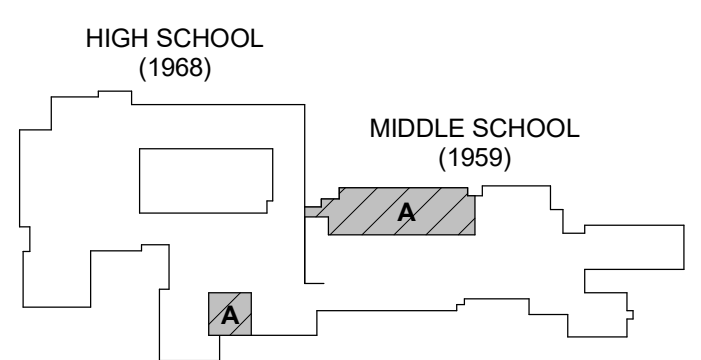 HIGH SCHOOL
(1968)
MIDDLE SCHOOL
(1959)
A
A